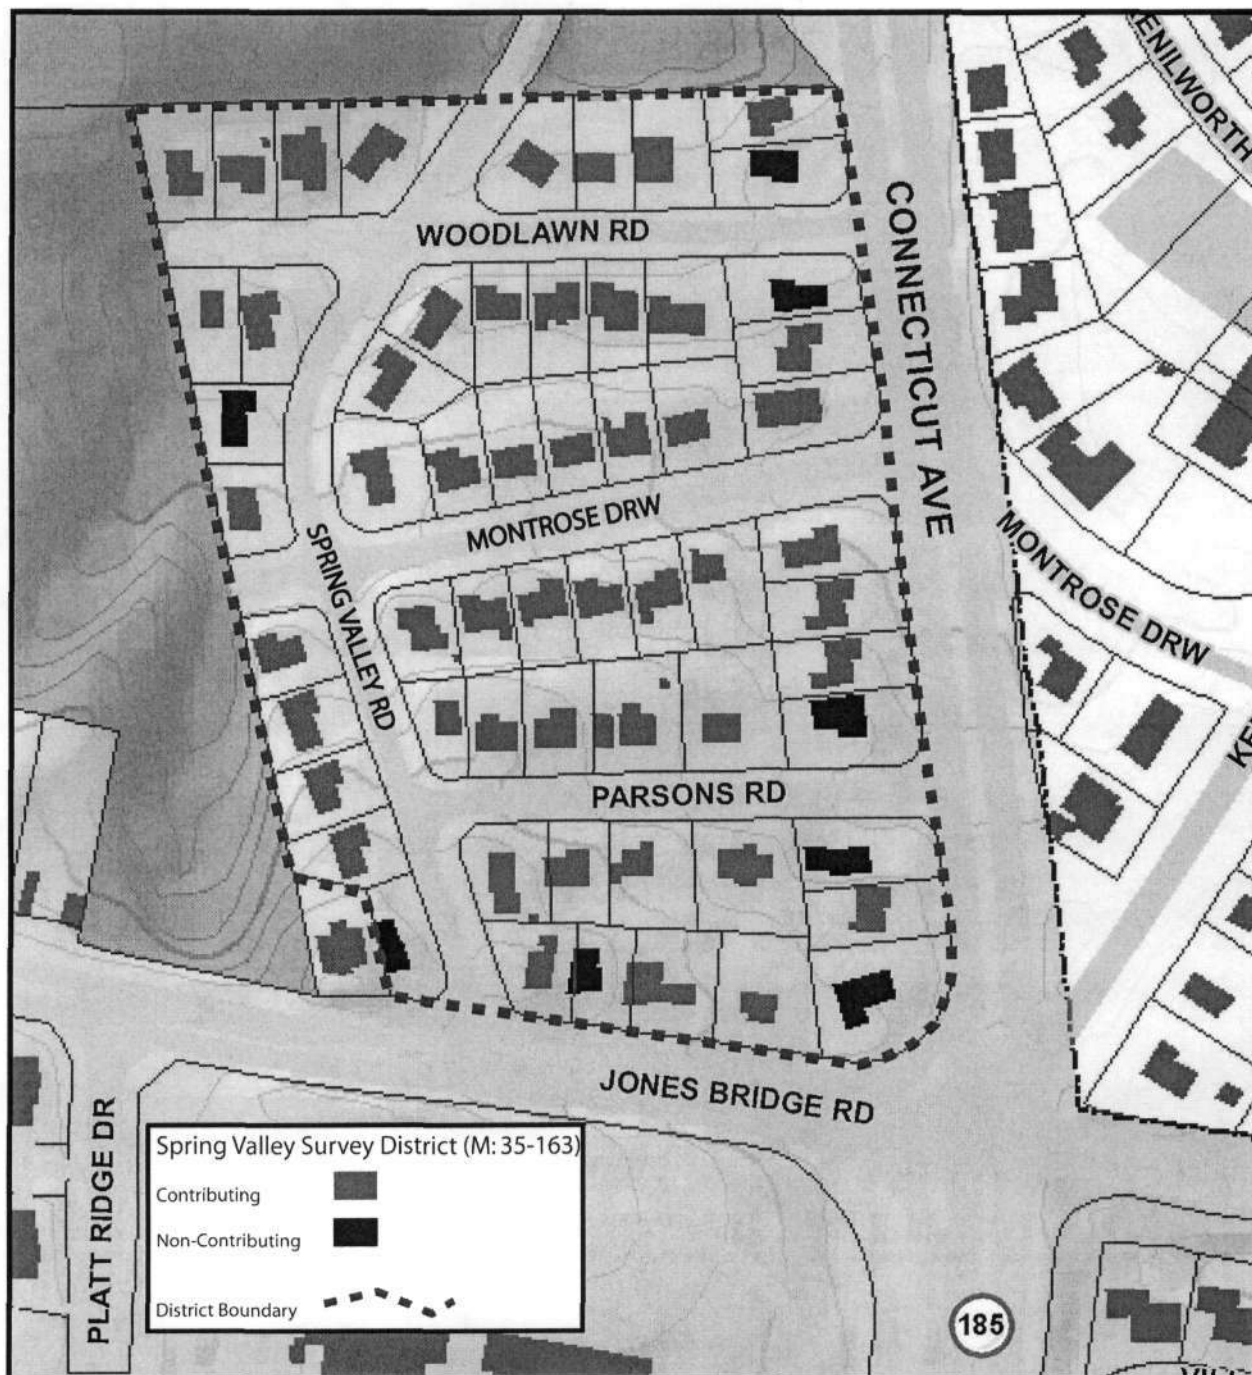 ENILWORTH
CONNECTICUT AVE
WOODLAWN RD
MONTROSE DRW
SPRING VALLEY RD
MONTROSE DRW
KE
PARSONS RD
JONES BRIDGE RD
PLATT RIDGE DR
Spring Valley Survey District (M: 35-163)
Contributing
Non-Contributing
District Boundary
185